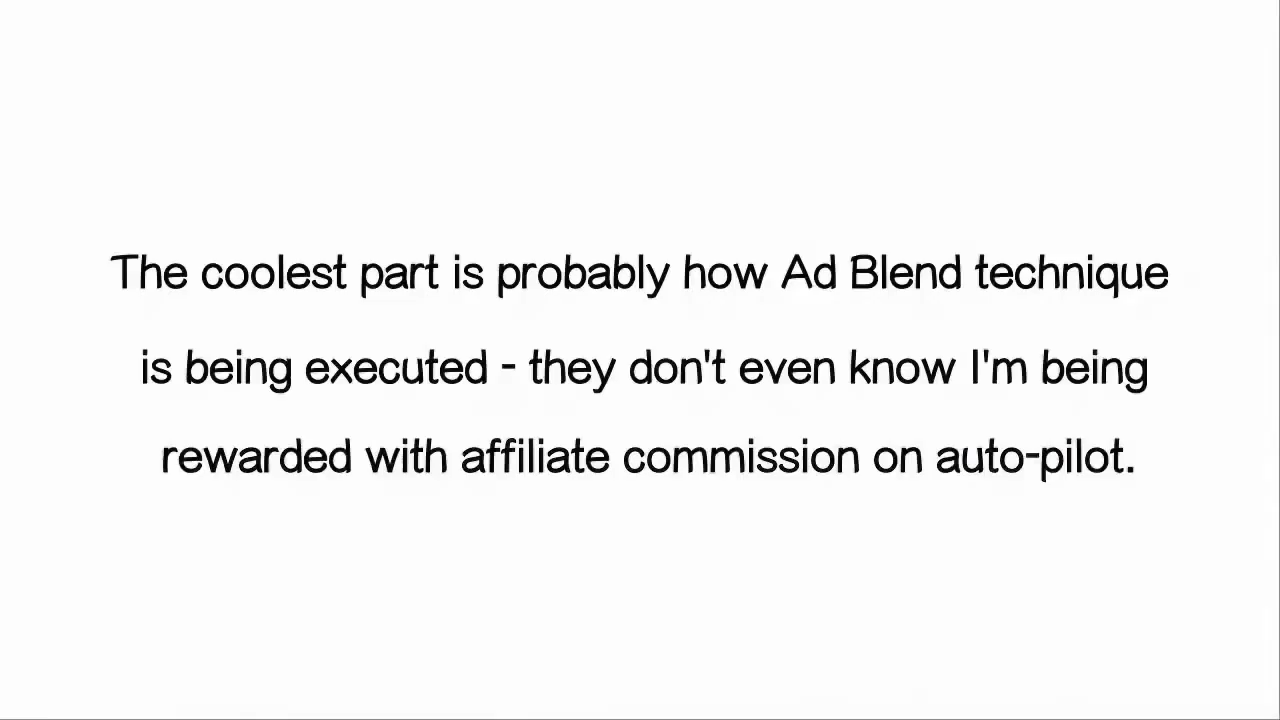 The coolest part is probably how Ad Blend technique
is being executed - they don't even know I'm being
rewarded with affiliate commission on auto-pilot.